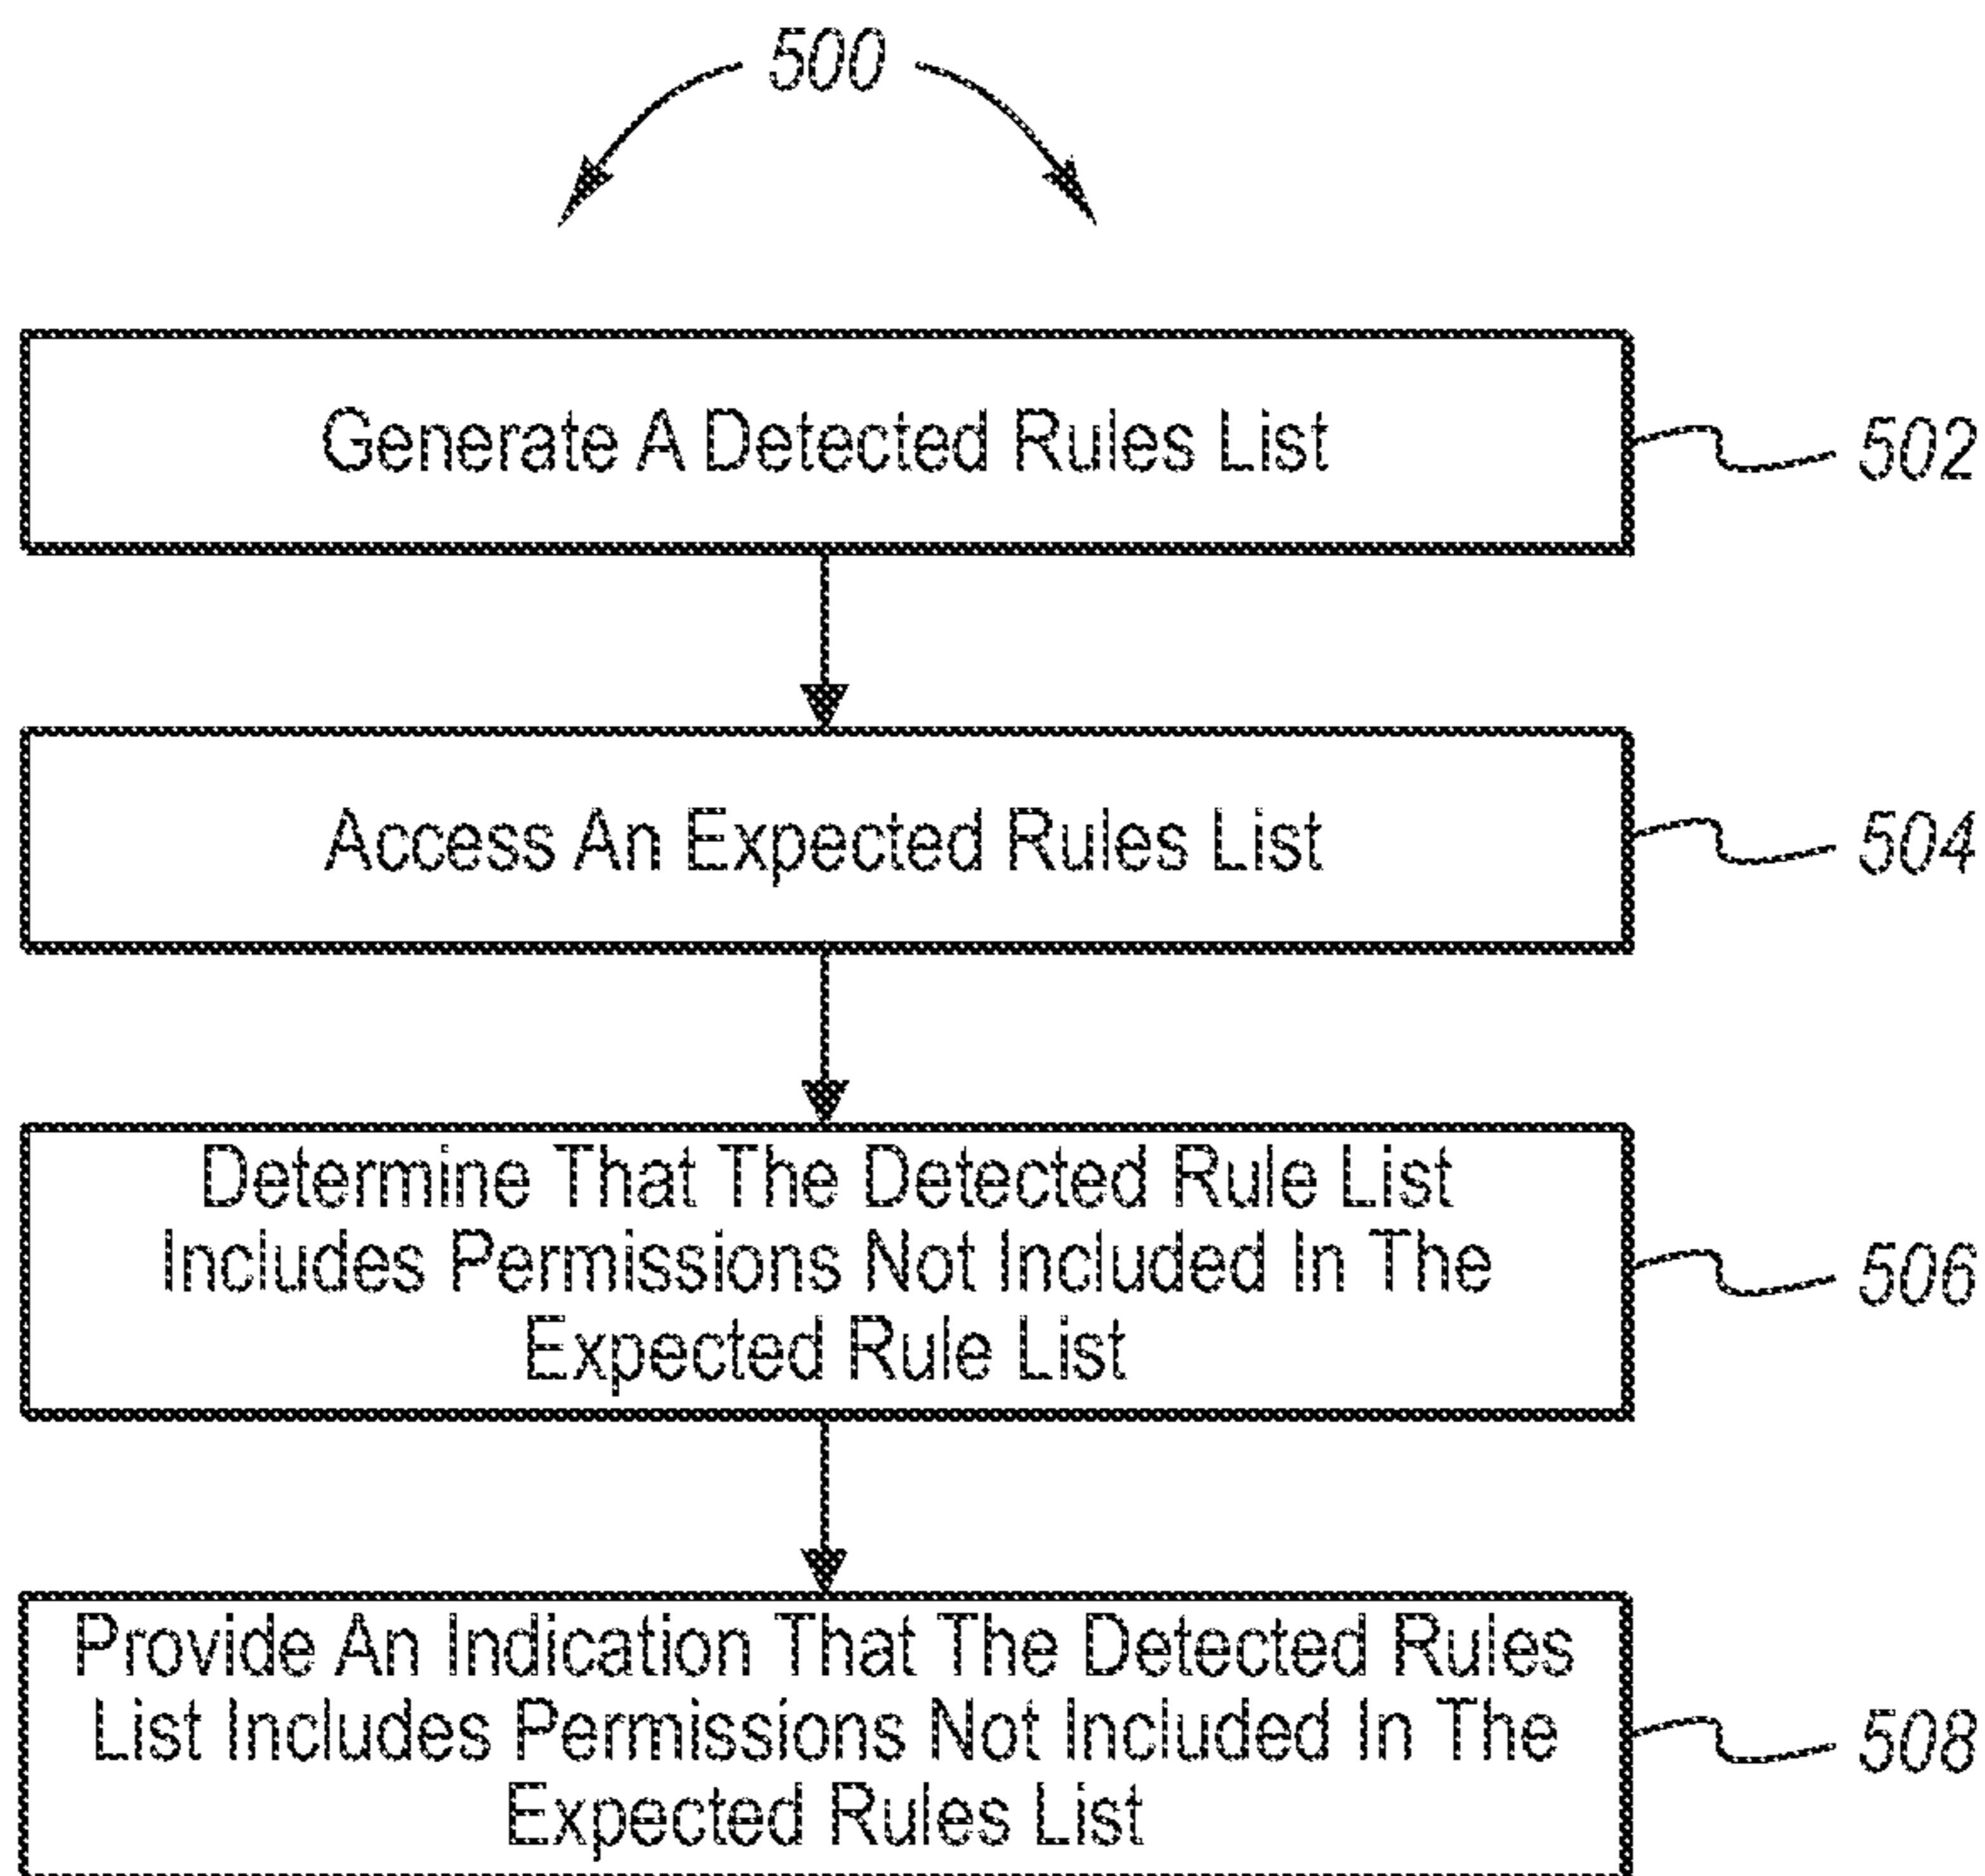 500
Generate A Detected Rules List
502
Access An Expected Rules List
504
Determine That The Detected Rule List
Includes Permissions Not Included In The
Expected Rule List
506
Provide An Indication That The Detected Rules
List Includes Permissions Not Included In The
Expected Rules List
508